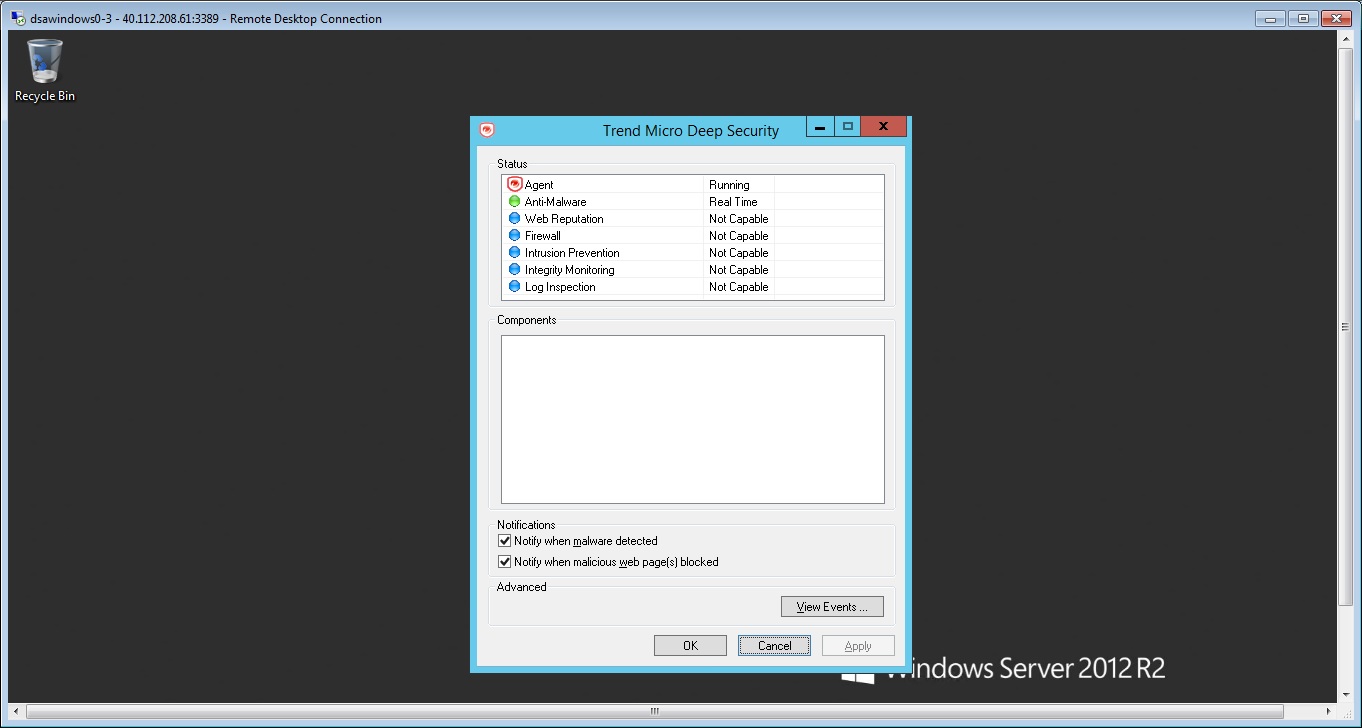 dsawindows0-3 - 40.112.208.61:3389 - Remote Desktop Connection
Recycle Bin
Trend Micro Deep Security
Status
Agent Running
Anti-Malware Real Time
Web Reputation Not Capable
Firewall Not Capable
Intrusion Prevention Not Capable
Integrity Monitoring Not Capable
Log Inspection Not Capable
Components
Notifications
Notify when malware detected
Notify when malicious web page(s) blocked
Advanced
View Events ...
OK Cancel Apply
Windows Server 2012 R2